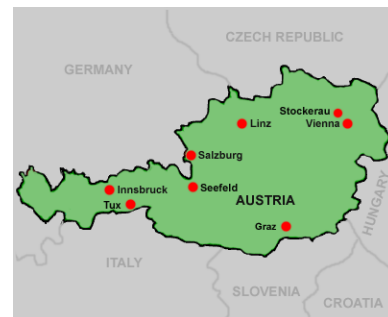 CZECH REPUBLIC
GERMANY
Stockerau
Linz
Vienna
Salzburg
Innsbruck
Seefeld
AUSTRIA
Tux
HUNGARY
Graz
ITALY
SLOVENIA
CROATIA